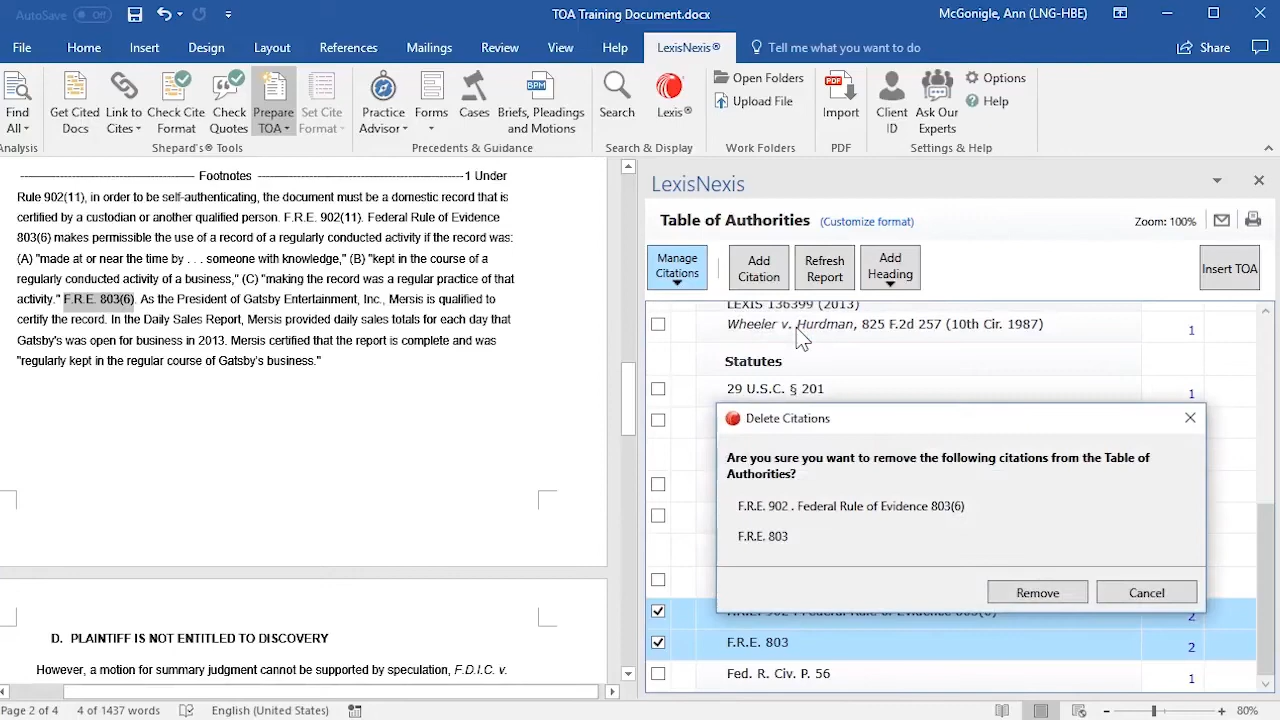 AutoSave Off TOA Training Document.docx McGonigle, Ann (LNG-HBE)
File Home Insert Design Layout References Mailings Review View Help LexisNexis® Tell me what you want to do Share
Find All
Get Cited Docs
Link to Cites
Check Cite Format
Check Quotes
Prepare TOA
Set Cite Format
Practice Advisor
Forms
Cases
Briefs, Pleadings and Motions
Search
Lexis®
Open Folders
Upload File
PDF
Import
Client ID
Ask Our Experts
Options
Help
BPM
Analysis Shepard's® Tools Precedents & Guidance Search & Display Work Folders PDF Settings & Help
Footnotes 1 Under
Rule 902(11), in order to be self-authenticating, the document must be a domestic record that is
certified by a custodian or another qualified person. F.R.E. 902(11). Federal Rule of Evidence
803(6) makes permissible the use of a record of a regularly conducted activity if the record was:
(A) "made at or near the time by . . . someone with knowledge," (B) "kept in the course of a
regularly conducted activity of a business," (C) "making the record was a regular practice of that
activity." F.R.E. 803(6). As the President of Gatsby Entertainment, Inc., Mersis is qualified to
certify the record. In the Daily Sales Report, Mersis provided daily sales totals for each day that
Gatsby's was open for business in 2013. Mersis certified that the report is complete and was
"regularly kept in the regular course of Gatsby's business."
D. PLAINTIFF IS NOT ENTITLED TO DISCOVERY
However, a motion for summary judgment cannot be supported by speculation, F.D.I.C. v.
LexisNexis
Table of Authorities (Customize format) Zoom: 100%
Manage Citations
Add Citation
Refresh Report
Add Heading
Insert TOA
LEXIS 136399 (2013)
Wheeler v. Hurdman, 825 F.2d 257 (10th Cir. 1987) 1
Statutes
29 U.S.C. § 201 1
Delete Citations
Are you sure you want to remove the following citations from the Table of
Authorities?
F.R.E. 902 . Federal Rule of Evidence 803(6)
F.R.E. 803
Remove Cancel
F.R.E. 902 . Federal Rule of Evidence 803(6) 2
F.R.E. 803 2
Fed. R. Civ. P. 56 1
Page 2 of 4 4 of 1437 words English (United States) 80%